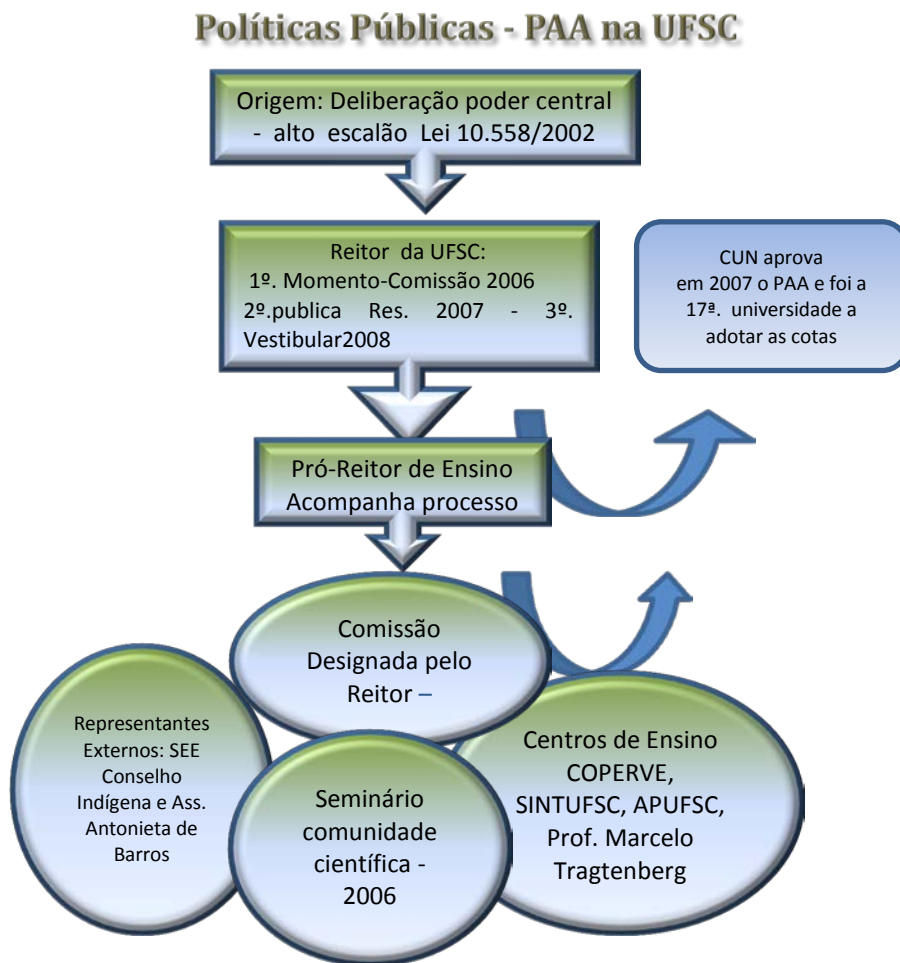 Políticas Públicas - PAA na UFSC
Origem: Deliberação poder central
- alto escalão Lei 10.558/2002
Reitor da UFSC:
1º. Momento-Comissão 2006
2º.publica Res. 2007 - 3º.
Vestibular2008
CUN aprova
em 2007 o PAA e foi a
17ª. universidade a
adotar as cotas
Pró-Reitor de Ensino
Acompanha processo
Comissão
Designada pelo
Reitor –
Representantes
Externos: SEE
Conselho
Indígena e Ass.
Antonieta de
Barros
Seminário
comunidade
científica -
2006
Centros de Ensino
COPERVE,
SINTUFSC, APUFSC,
Prof. Marcelo
Tragtenberg